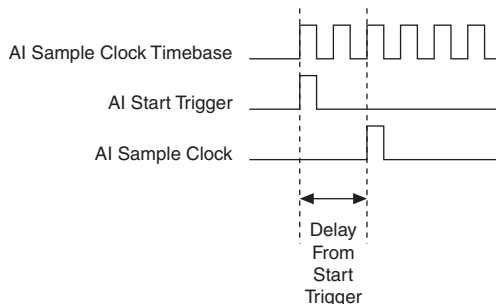 AI Sample Clock Timebase
AI Start Trigger
AI Sample Clock
Delay
From
Start
Trigger